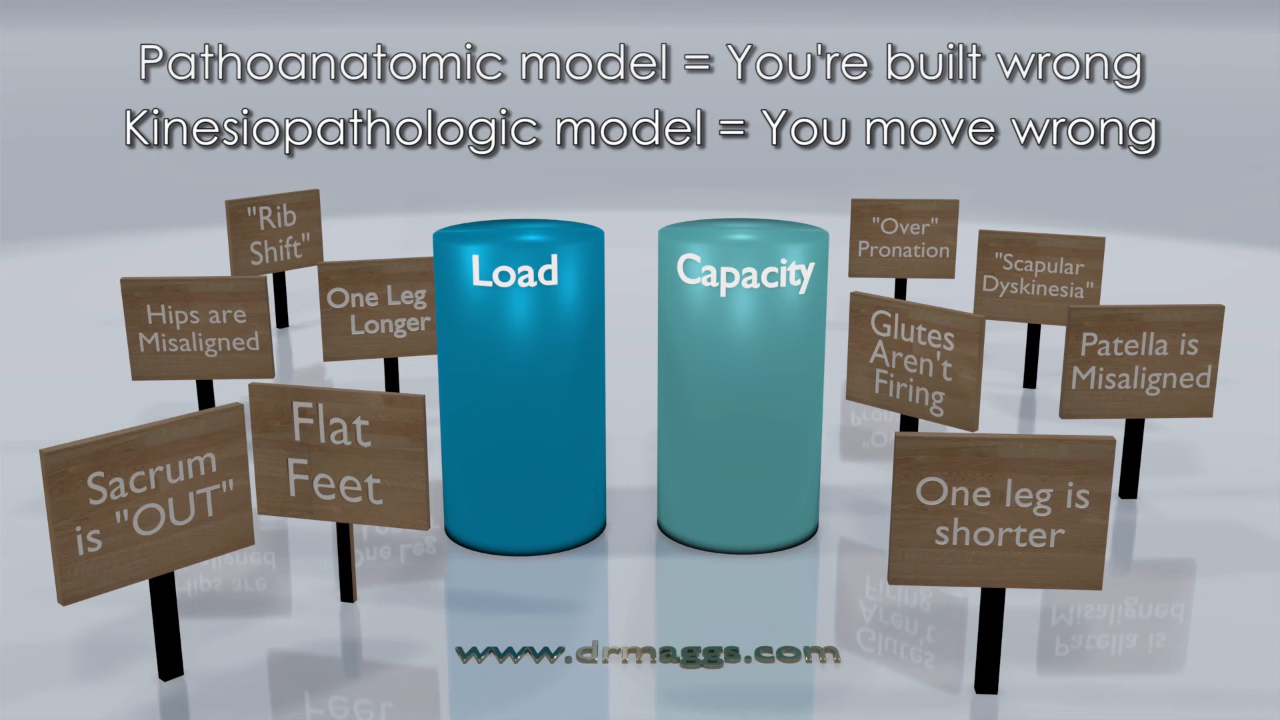 Pathoanatomic model = You're built wrong
Kinesiopathologic model = You move wrong
"Rib
Shift"
Hips are
Misaligned
One Leg
Longer
Sacrum
is "OUT"
Flat
Feet
Load
Capacity
"Over"
Pronation
"Scapular
Dyskinesia"
Glutes
Aren't
Firing
Patella is
Misaligned
One leg is
shorter
www.drmaggs.com